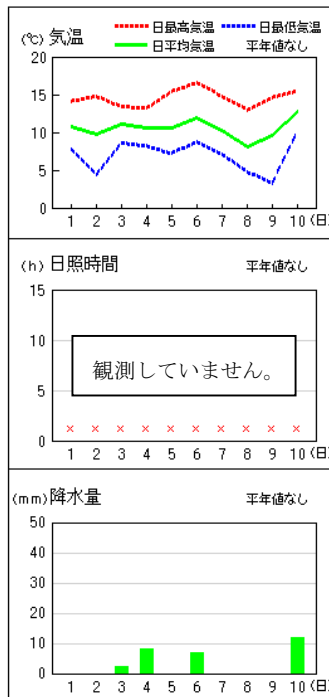 (℃) 気温
日最高気温 日最低気温
日平均気温 平年値なし
20
15
10
5
0
1 2 3 4 5 6 7 8 9 10 (日)
(h) 日照時間 平年値なし
15
10
観測していません。
5
0
× × × × × × × × × ×
1 2 3 4 5 6 7 8 9 10 (日)
(mm) 降水量 平年値なし
50
40
30
20
10
0
1 2 3 4 5 6 7 8 9 10 (日)